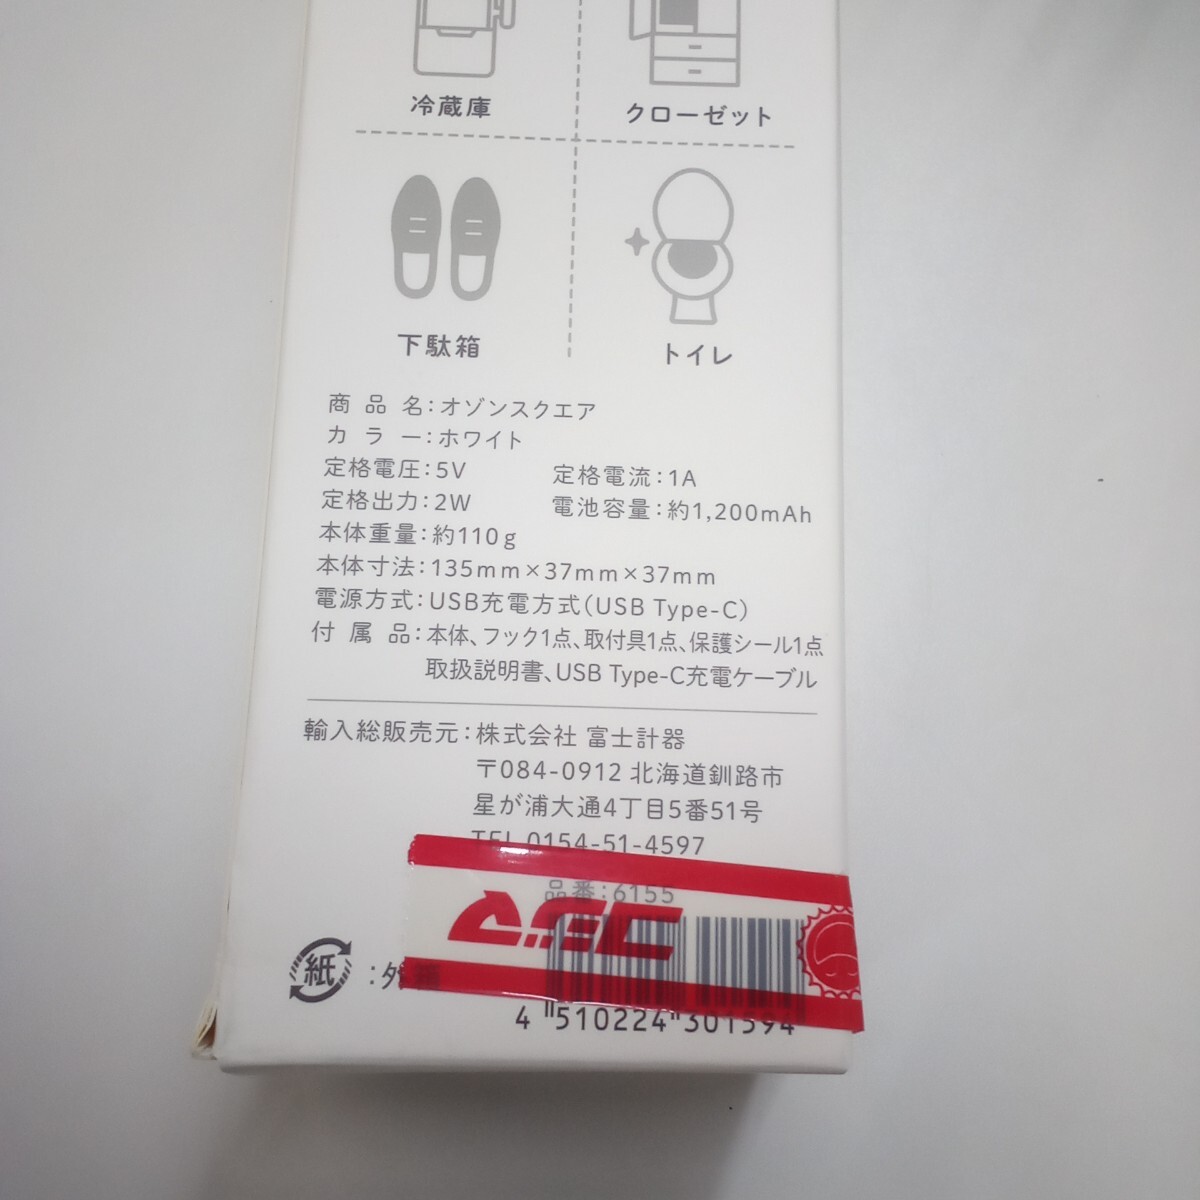 冷蔵庫
クローゼット
下駄箱
トイレ
商品名：オゾンスクエア
カラー：ホワイト
定格電圧：5V 定格電流：1A
定格出力：2W 電池容量：約1,200mAh
本体重量：約110g
本体寸法：135mm×37mm×37mm
電源方式：USB充電方式（USB Type-C）
付属品：本体、フック1点、取付具1点、保護シール1点
取扱説明書、USB Type-C充電ケーブル
輸入総販売元：株式会社 富士計器
〒084-0912 北海道釧路市
星が浦大通4丁目5番51号
TEL 0154-51-4597
品番：6155
紙：外箱
4 510224 301594